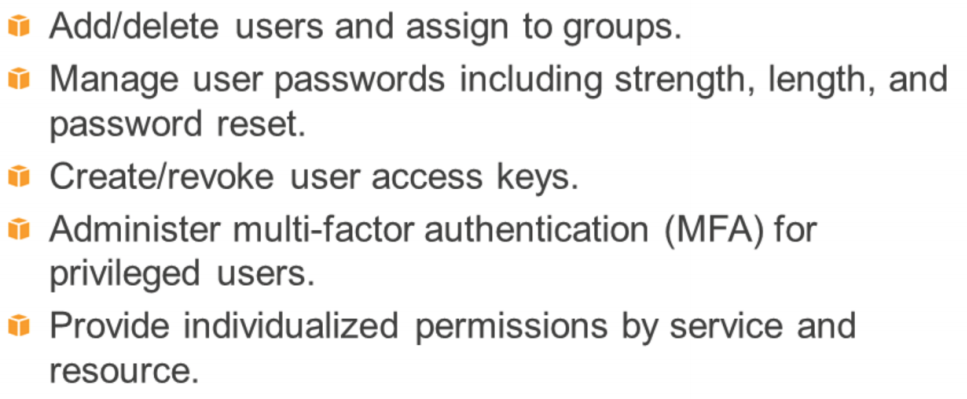 Add/delete users and assign to groups.
Manage user passwords including strength, length, and
password reset.
Create/revoke user access keys.
Administer multi-factor authentication (MFA) for
privileged users.
Provide individualized permissions by service and
resource.